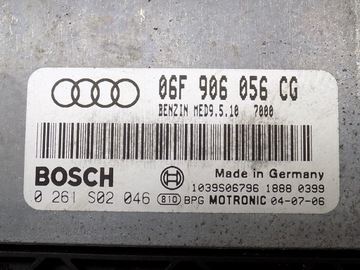 06F 906 056 CG
BENZIN MED9.5.10 7000
BOSCH
Made in Germany
1039S06796 1888 0399
0 261 S02 046 810 BPG MOTRONIC 04-07-06